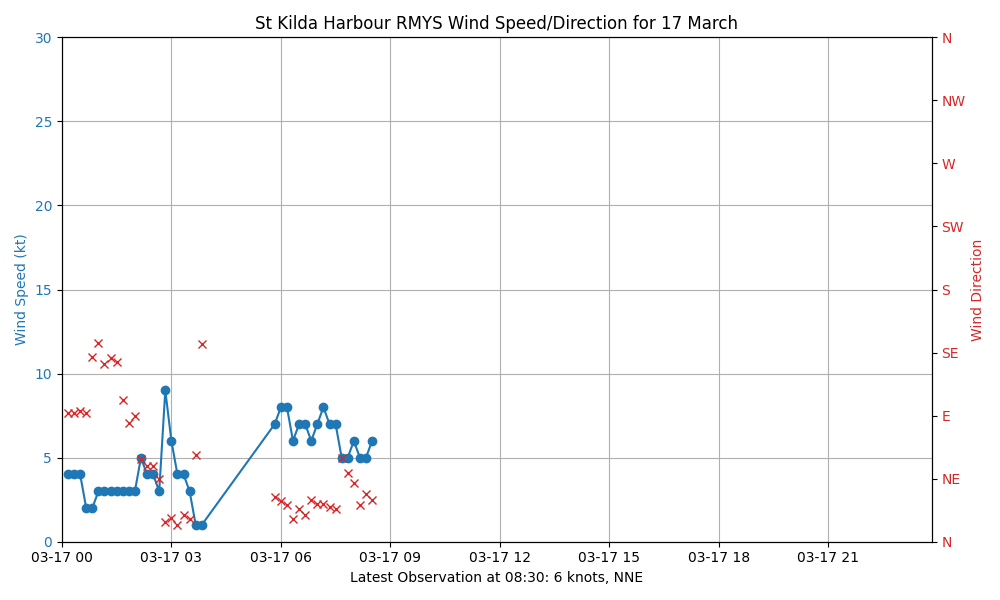 St Kilda Harbour RMYS Wind Speed/Direction for 17 March
30
25
20
15
10
5
0
Wind Speed (kt)
N
NW
W
SW
S
SE
E
NE
N
Wind Direction
03-17 00
03-17 03
03-17 06
03-17 09
03-17 12
03-17 15
03-17 18
03-17 21
Latest Observation at 08:30: 6 knots, NNE